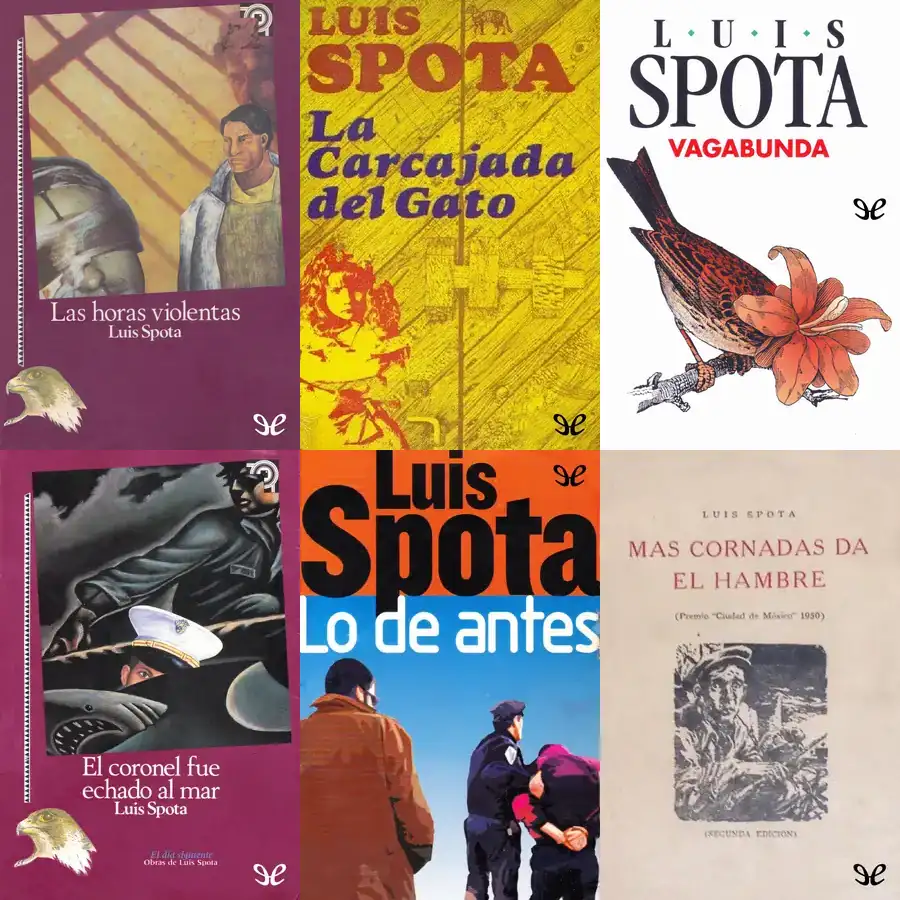 Las horas violentas
Luis Spota
LUIS
SPOTA
La
Carcajada
del Gato
L·U·I·S
SPOTA
VAGABUNDA
El coronel fue
echado al mar
Luis Spota
El día siguiente
Obras de Luis Spota
Luis
Spota
Lo de antes
LUIS SPOTA
MAS CORNADAS DA
EL HAMBRE
(Premio "Ciudad de México" 1950)
(SEGUNDA EDICION)